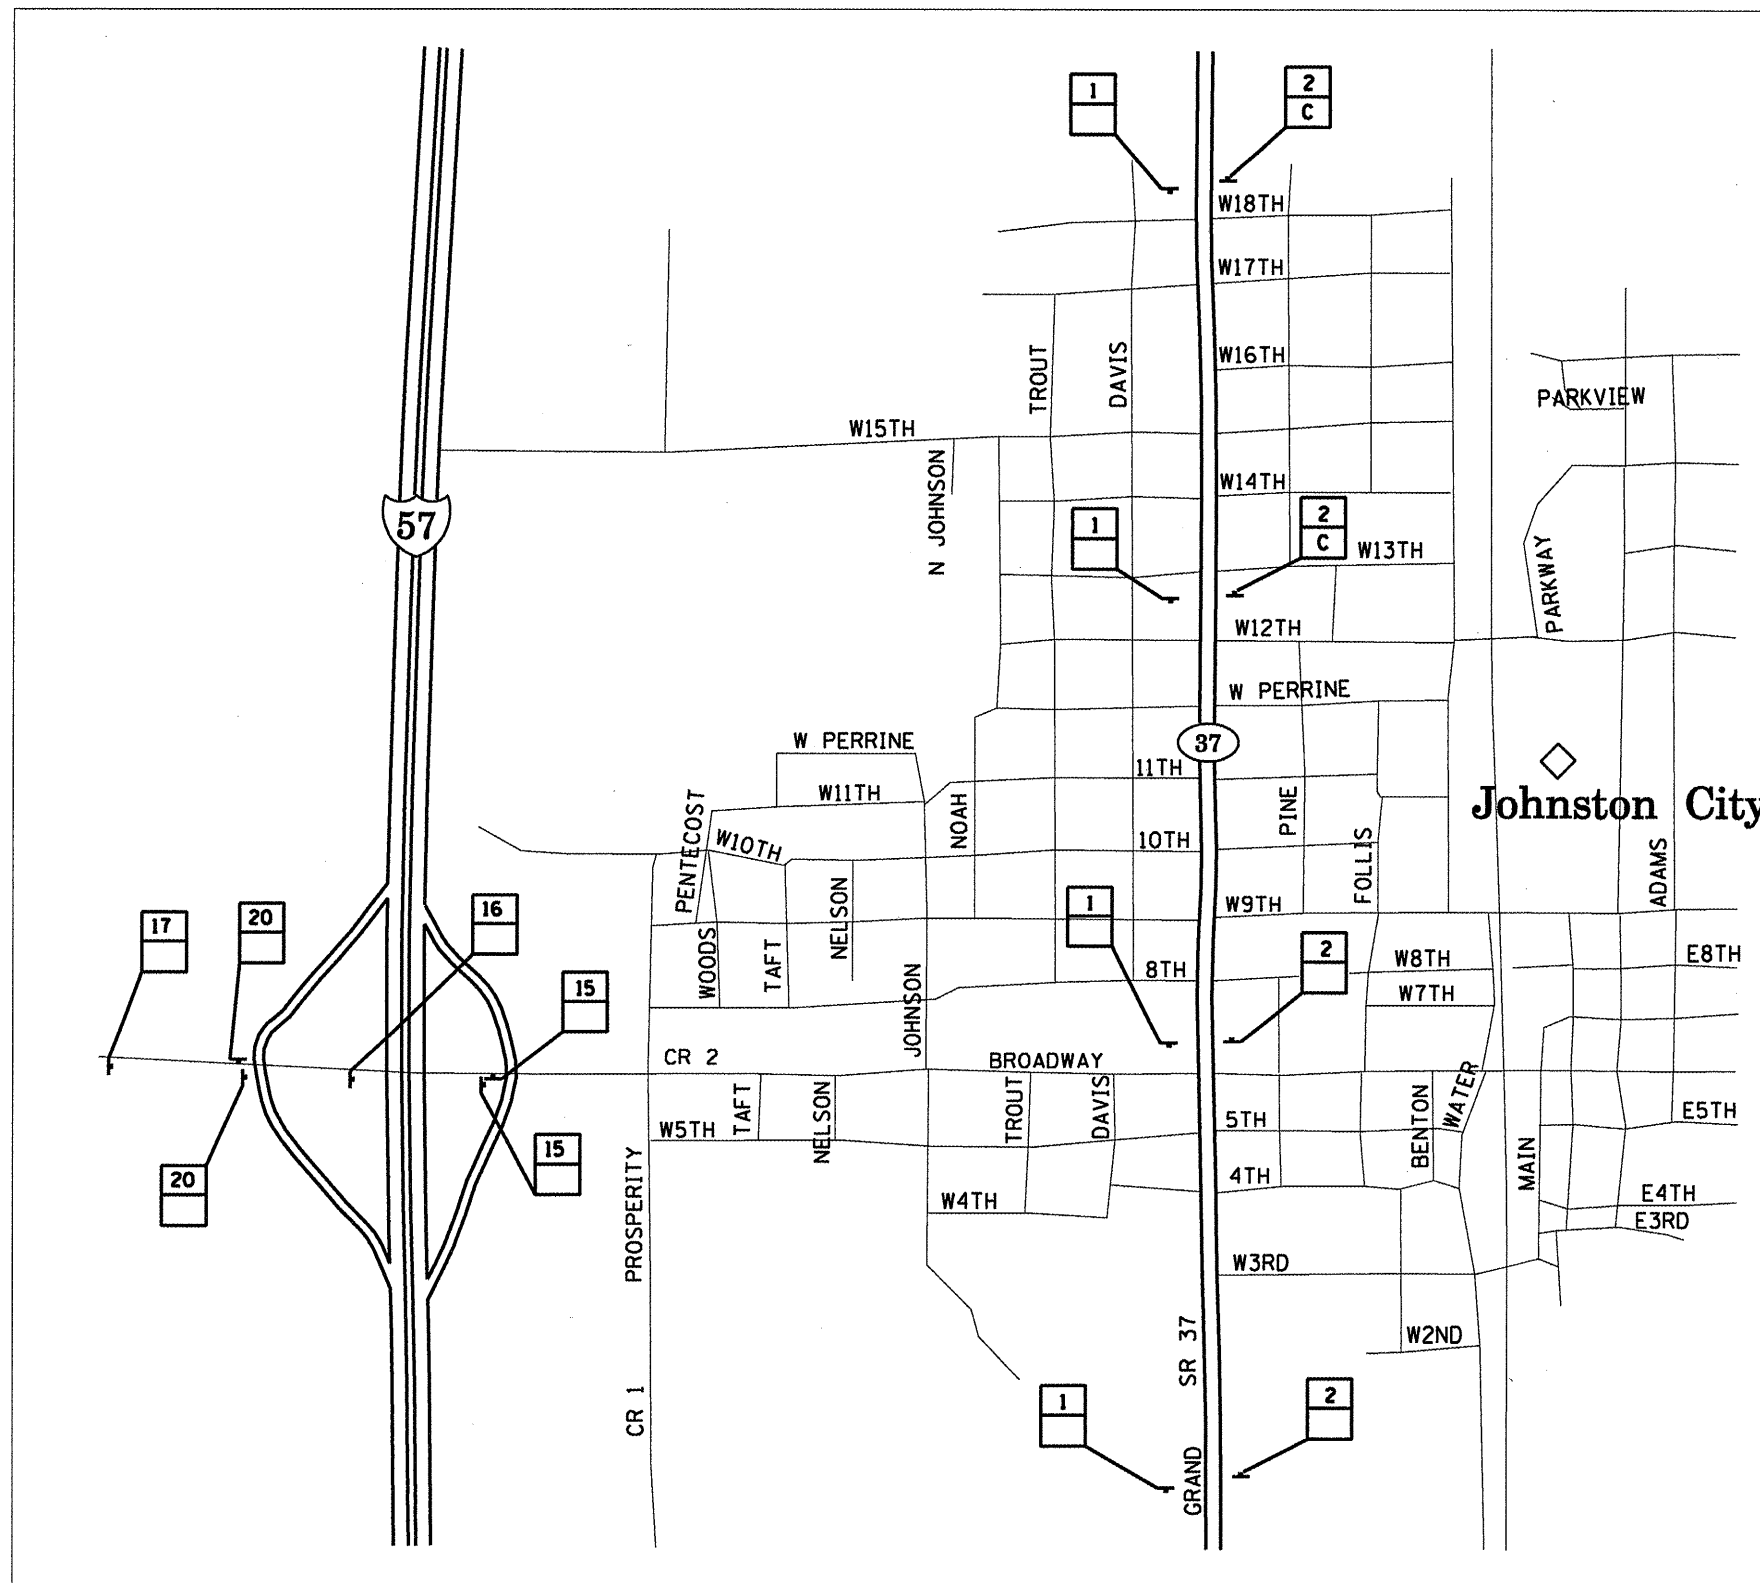 1
2
C
W18TH
W17TH
W16TH
TROUT
DAVIS
PARKVIEW
W15TH
N JOHNSON
W14TH
57
1
2
C
W13TH
PARKWAY
W12TH
W PERRINE
37
W PERRINE
11TH
Johnston City
W11TH
PENTECOST
NOAH
PINE
W10TH
10TH
FOLLIS
ADAMS
NELSON
1
W9TH
17
20
16
WOODS
TAFT
2
8TH
W8TH
E8TH
15
W7TH
JOHNSON
CR 2
BROADWAY
TAFT
NELSON
TROUT
DAVIS
BENTON
WATER
W5TH
5TH
E5TH
15
20
MAIN
4TH
W4TH
E4TH
E3RD
PROSPERITY
W3RD
SR 37
W2ND
CR 1
1
2
GRAND